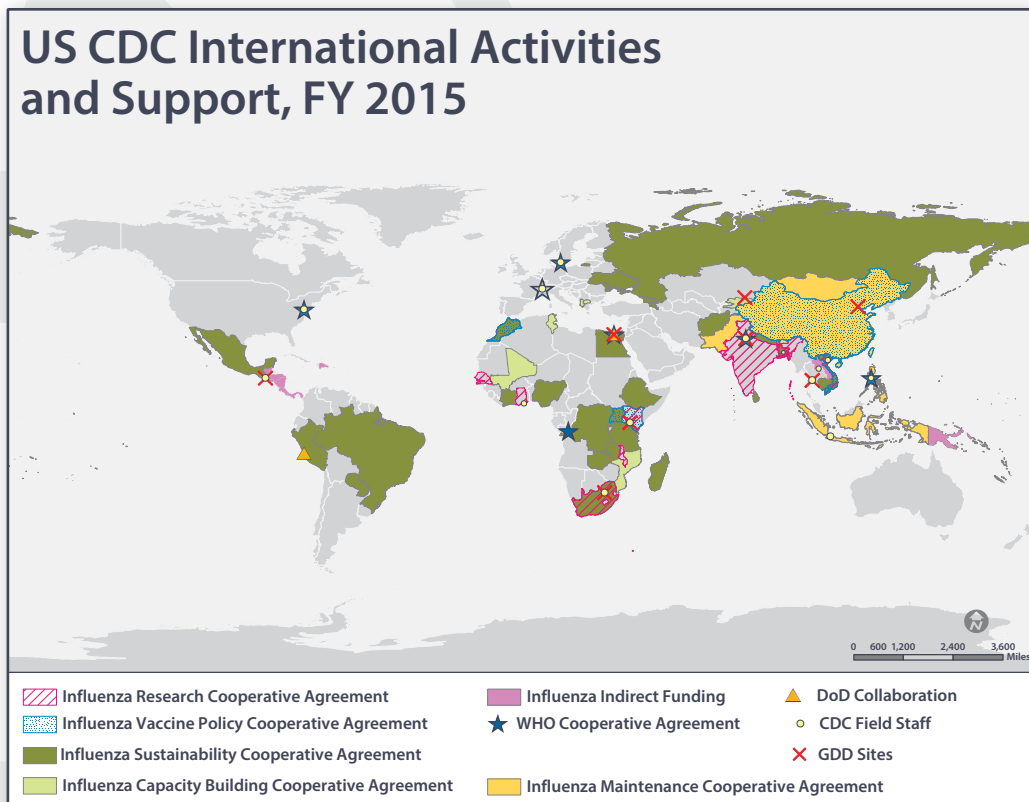 US CDC International Activities
and Support, FY 2015
N
0 600 1,200 2,400 3,600
Miles
Influenza Research Cooperative Agreement
Influenza Vaccine Policy Cooperative Agreement
Influenza Sustainability Cooperative Agreement
Influenza Capacity Building Cooperative Agreement
Influenza Indirect Funding
WHO Cooperative Agreement
Influenza Maintenance Cooperative Agreement
DoD Collaboration
CDC Field Staff
GDD Sites